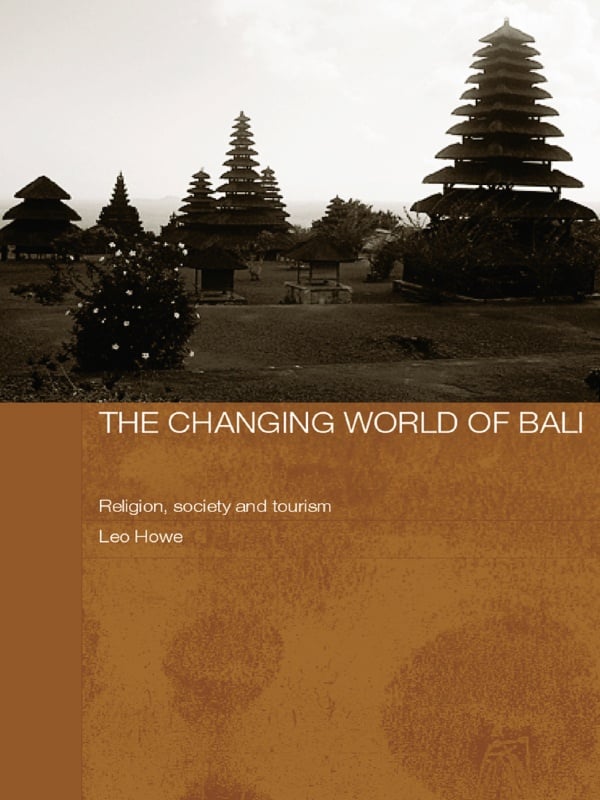 THE CHANGING WORLD OF BALI
Religion, society and tourism
Leo Howe